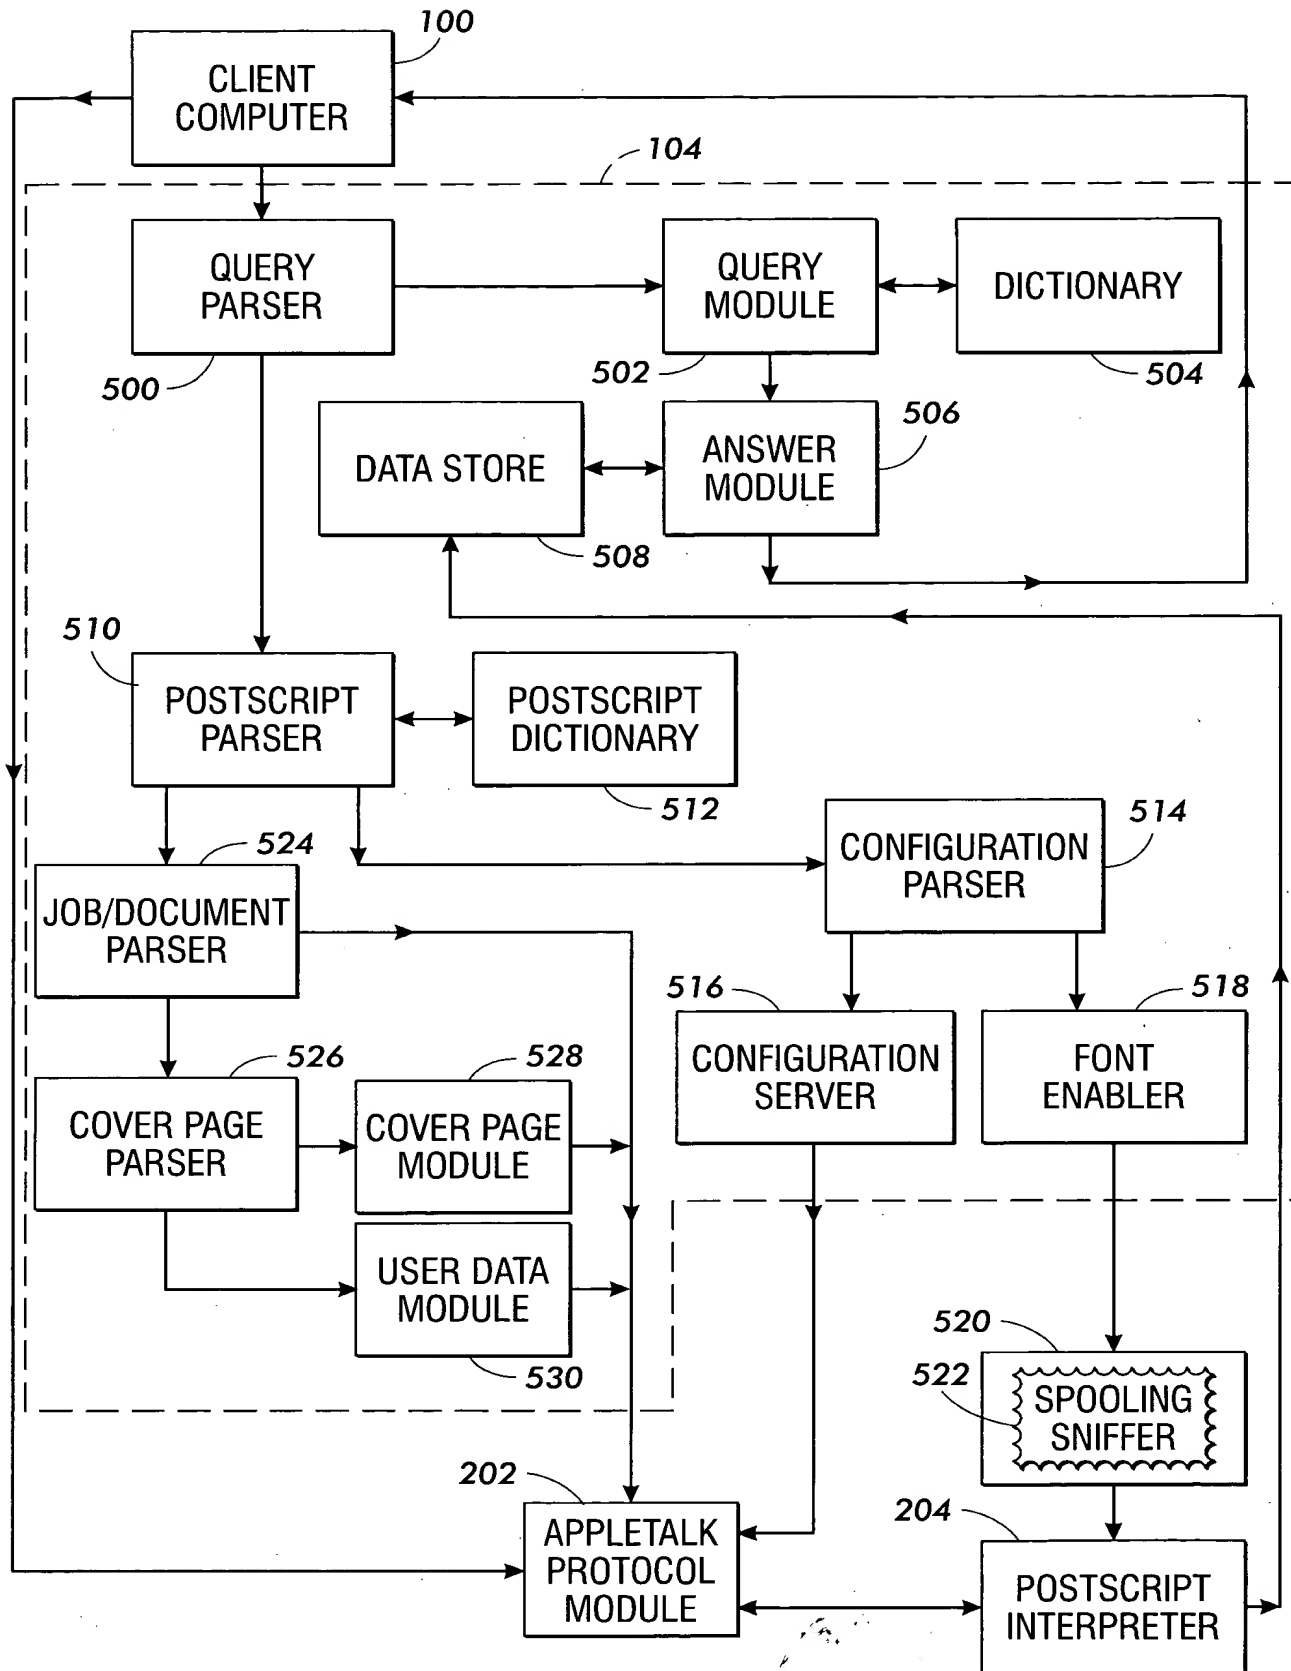 100
CLIENT
COMPUTER
104
QUERY
PARSER
500
QUERY
MODULE
502
DICTIONARY
504
DATA STORE
508
ANSWER
MODULE
506
510
POSTSCRIPT
PARSER
POSTSCRIPT
DICTIONARY
512
CONFIGURATION
PARSER
514
524
JOB/DOCUMENT
PARSER
516
CONFIGURATION
SERVER
518
FONT
ENABLER
526
COVER PAGE
PARSER
528
COVER PAGE
MODULE
USER DATA
MODULE
530
520
522
SPOOLING
SNIFFER
202
APPLETALK
PROTOCOL
MODULE
204
POSTSCRIPT
INTERPRETER